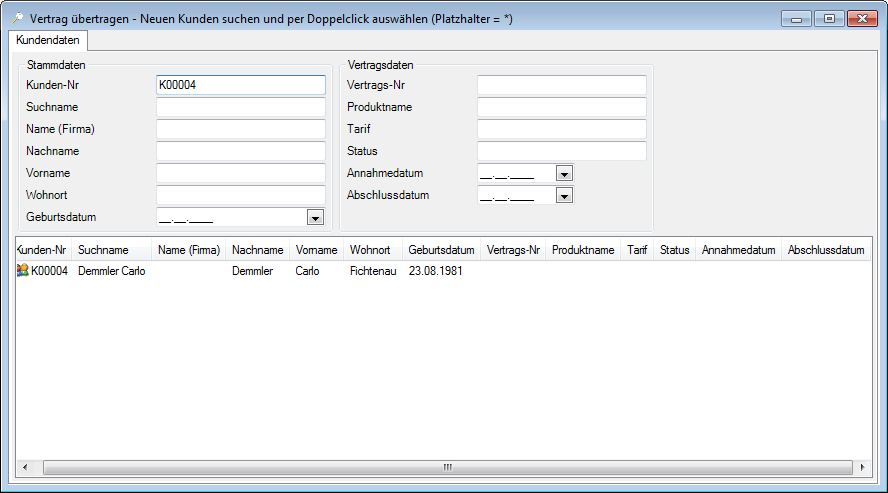 Vertrag übertragen - Neuen Kunden suchen und per Doppelclick auswählen (Platzhalter = *)
Kundendaten
Stammdaten
Kunden-Nr K00004
Suchname
Name (Firma)
Nachname
Vorname
Wohnort
Geburtsdatum __.__.____
Vertragsdaten
Vertrags-Nr
Produktname
Tarif
Status
Annahmedatum __.__.____
Abschlussdatum __.__.____
Kunden-Nr Suchname Name (Firma) Nachname Vorname Wohnort Geburtsdatum Vertrags-Nr Produktname Tarif Status Annahmedatum Abschlussdatum
K00004 Demmler Carlo Demmler Carlo Fichtenau 23.08.1981